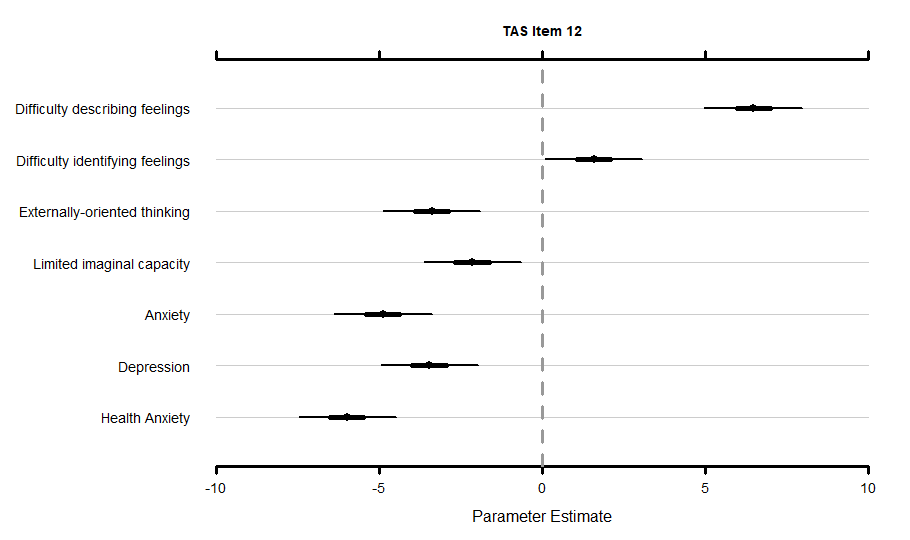 TAS Item 12
Difficulty describing feelings
Difficulty identifying feelings
Externally-oriented thinking
Limited imaginal capacity
Anxiety
Depression
Health Anxiety
-10 -5 0 5 10
Parameter Estimate